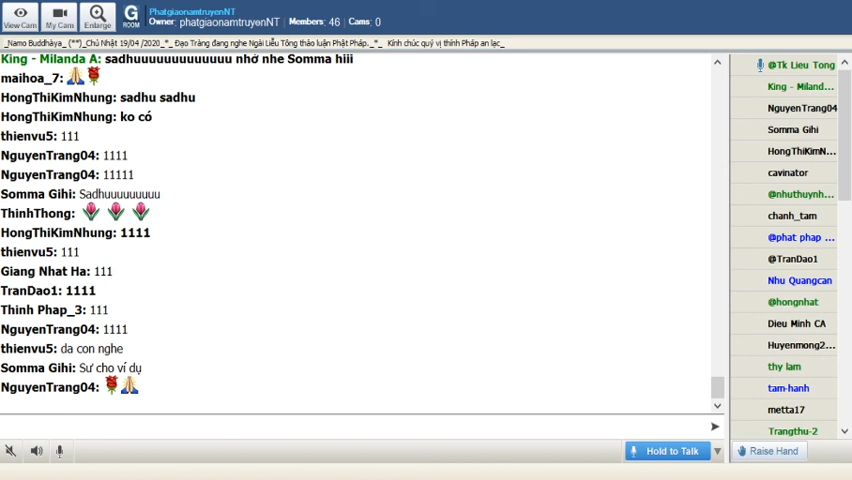 PhatgiaonamtruyenNT
Owner: phatgiaonamtruyenNT Members: 46 Cams: 0
View Cam My Cam Enlarge G ROOM
_Namo Buddhàya_ (**)_Chủ Nhật 19/04 /2020_*_ Đạo Tràng đang nghe Ngài Liễu Tông thảo luận Phật Pháp._*_ Kính chúc quý vị thính Pháp an lạc_
King - Milanda A: sadhuuuuuuuuuuuuu nhớ nhe Somma hiii
maihoa_7:
HongThiKimNhung: sadhu sadhu
HongThiKimNhung: ko có
thienvu5: 111
NguyenTrang04: 1111
NguyenTrang04: 11111
Somma Gihi: Sadhuuuuuuuuu
ThinhThong:
HongThiKimNhung: 1111
thienvu5: 111
Giang Nhat Ha: 111
TranDao1: 1111
Thinh Phap_3: 111
NguyenTrang04: 1111
thienvu5: da con nghe
Somma Gihi: Sư cho ví dụ
NguyenTrang04:
@Tk Lieu Tong
King - Miland...
NguyenTrang04
Somma Gihi
HongThiKimN...
cavinator
@nhuthuynh...
chanh_tam
@phat phap ...
@TranDao1
Nhu Quangcan
@hongnhat
Dieu Minh CA
Huyenmong2...
thy lam
tam-hanh
metta17
Trangthu-2
Hold to Talk
Raise Hand